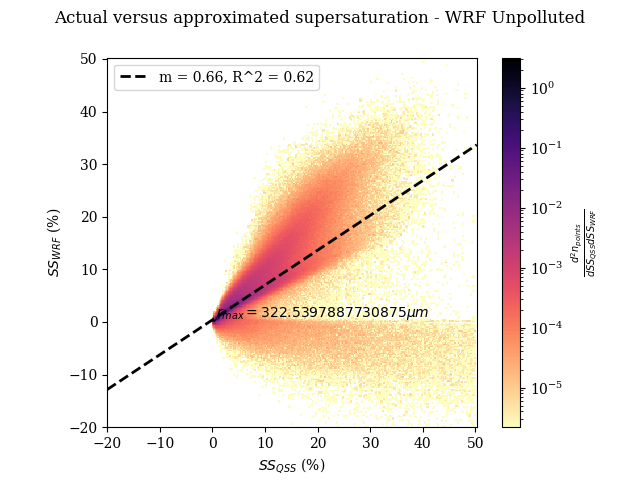 Actual versus approximated supersaturation - WRF Unpolluted
m = 0.66, R^2 = 0.62
50
40
30
20
10
0
−10
−20
SS_WRF (%)
r_max = 322.5397887730875μm
−20 −10 0 10 20 30 40 50
SS_QSS (%)
10^0
10^−1
10^−2
10^−3
10^−4
10^−5
d²n_points / dSS_QSS dSS_WRF